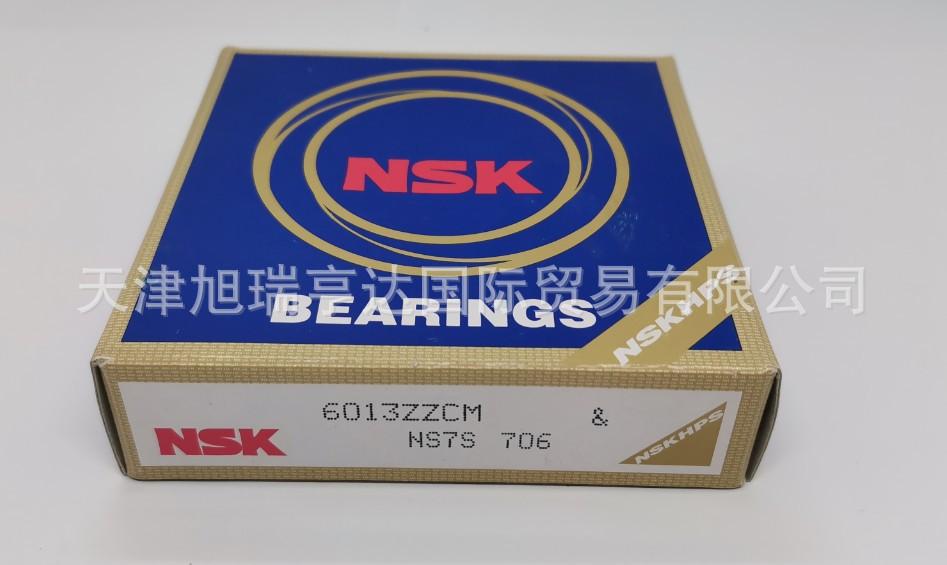 NSK
天津旭瑞亨达国际贸易有限公司
BEARINGS
NSKHPS
6013ZZCM &
NSK NS7S 706
NSKHPS